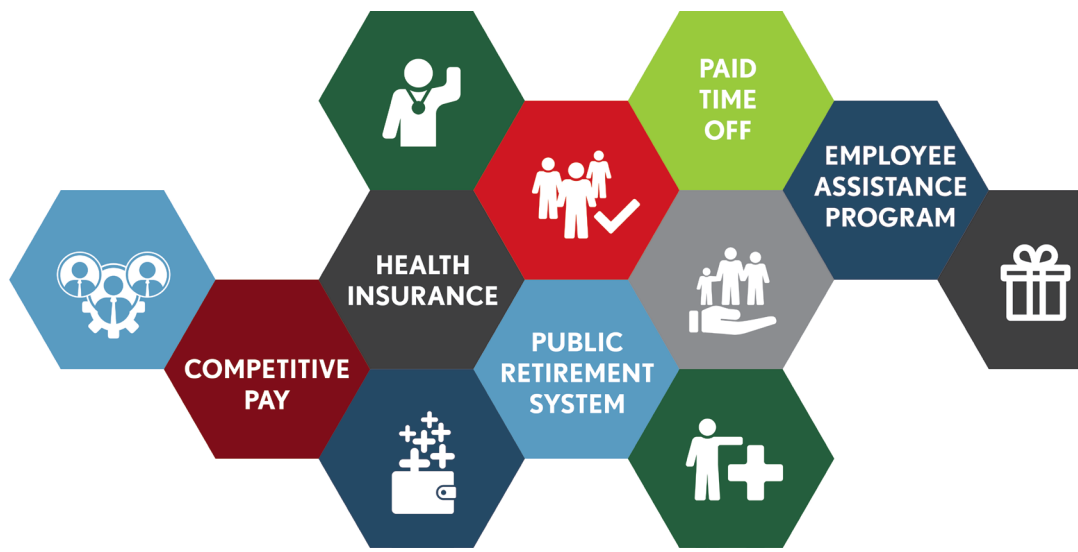 PAID
TIME
OFF
EMPLOYEE
ASSISTANCE
PROGRAM
HEALTH
INSURANCE
PUBLIC
RETIREMENT
SYSTEM
COMPETITIVE
PAY